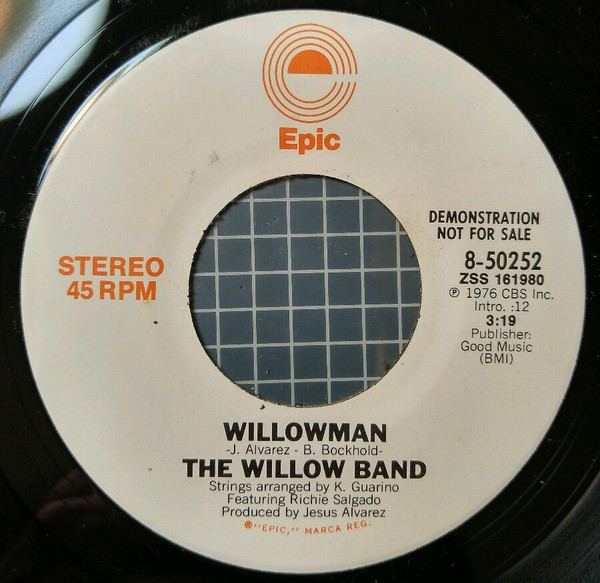 Epic
DEMONSTRATION
NOT FOR SALE
STEREO
45 RPM
8-50252
ZSS 161980
℗ 1976 CBS Inc.
Intro. :12
3:19
Publisher:
Good Music
(BMI)
WILLOWMAN
-J. Alvarez - B. Bockhold-
THE WILLOW BAND
Strings arranged by K. Guarino
Featuring Richie Salgado
Produced by Jesus Alvarez
®"EPIC," MARCA REG.